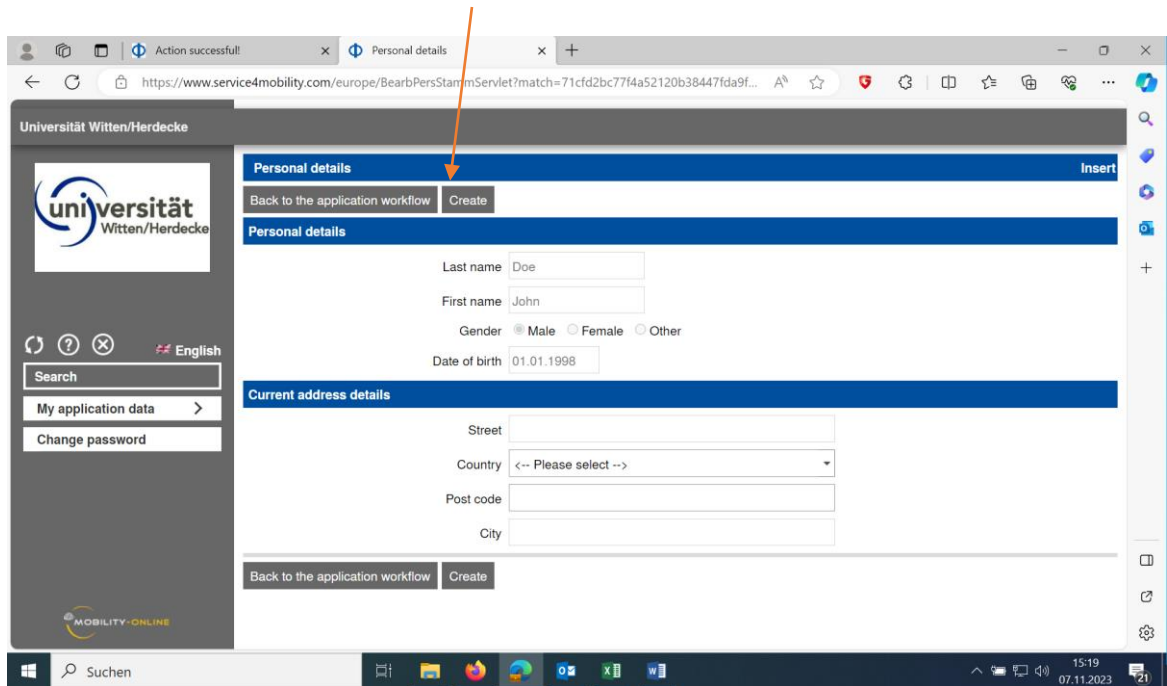 Action successful!
Personal details
https://www.service4mobility.com/europe/BearbPersStammServlet?match=71cfd2bc77f4a52120b38447fda9f...
Universität Witten/Herdecke
universität
Witten/Herdecke
English
Search
My application data
Change password
MOBILITY-ONLINE
Personal details Insert
Back to the application workflow Create
Personal details
Last name Doe
First name John
Gender Male Female Other
Date of birth 01.01.1998
Current address details
Street
Country <-- Please select -->
Post code
City
Back to the application workflow Create
Suchen
15:19
07.11.2023
21